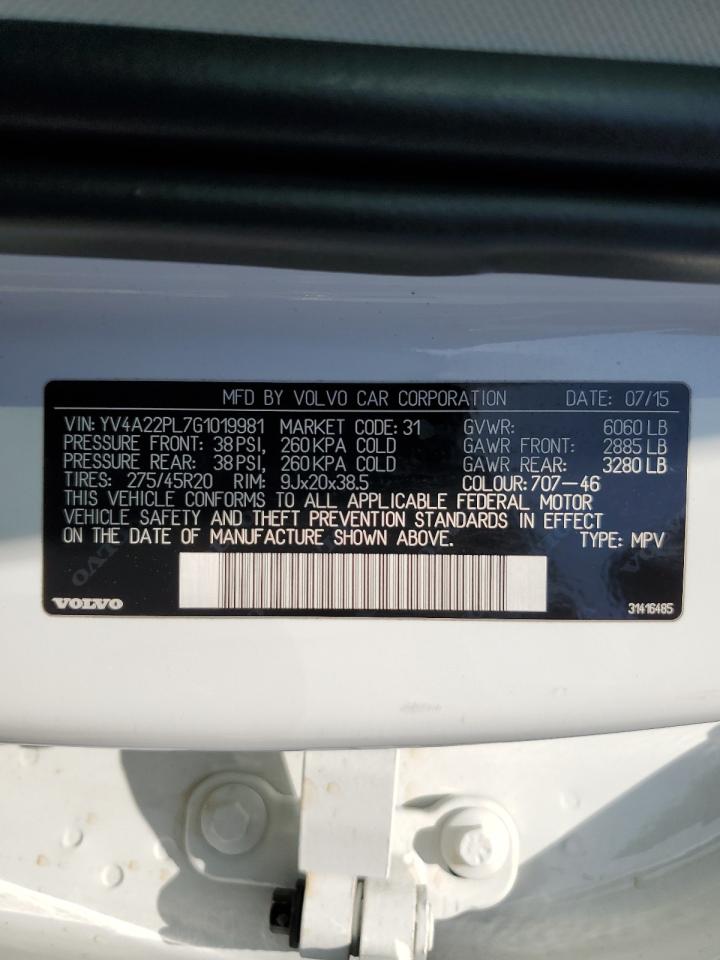 MFD BY VOLVO CAR CORPORATION DATE: 07/15
VIN: YV4A22PL7G1019981 MARKET CODE: 31 GVWR: 6060 LB
PRESSURE FRONT: 38 PSI, 260 KPA COLD GAWR FRONT: 2885 LB
PRESSURE REAR: 38 PSI, 260 KPA COLD GAWR REAR: 3280 LB
TIRES: 275/45R20 RIM: 9Jx20x38.5 COLOUR: 707-46
THIS VEHICLE CONFORMS TO ALL APPLICABLE FEDERAL MOTOR
VEHICLE SAFETY AND THEFT PREVENTION STANDARDS IN EFFECT
ON THE DATE OF MANUFACTURE SHOWN ABOVE. TYPE: MPV
VOLVO 31416485